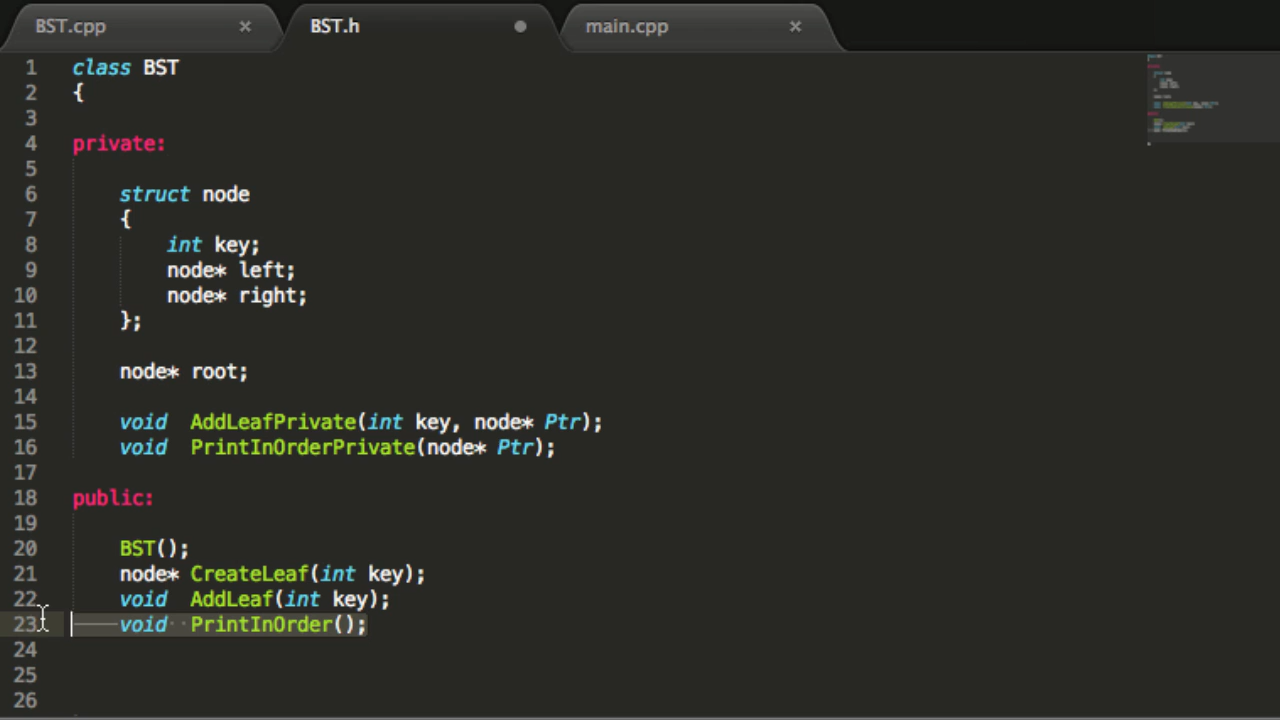 BST.cpp × BST.h main.cpp ×
1 class BST
2 {
3
4 private:
5
6 struct node
7 {
8 int key;
9 node* left;
10 node* right;
11 };
12
13 node* root;
14
15 void AddLeafPrivate(int key, node* Ptr);
16 void PrintInOrderPrivate(node* Ptr);
17
18 public:
19
20 BST();
21 node* CreateLeaf(int key);
22 void AddLeaf(int key);
23 void PrintInOrder();
24
25
26